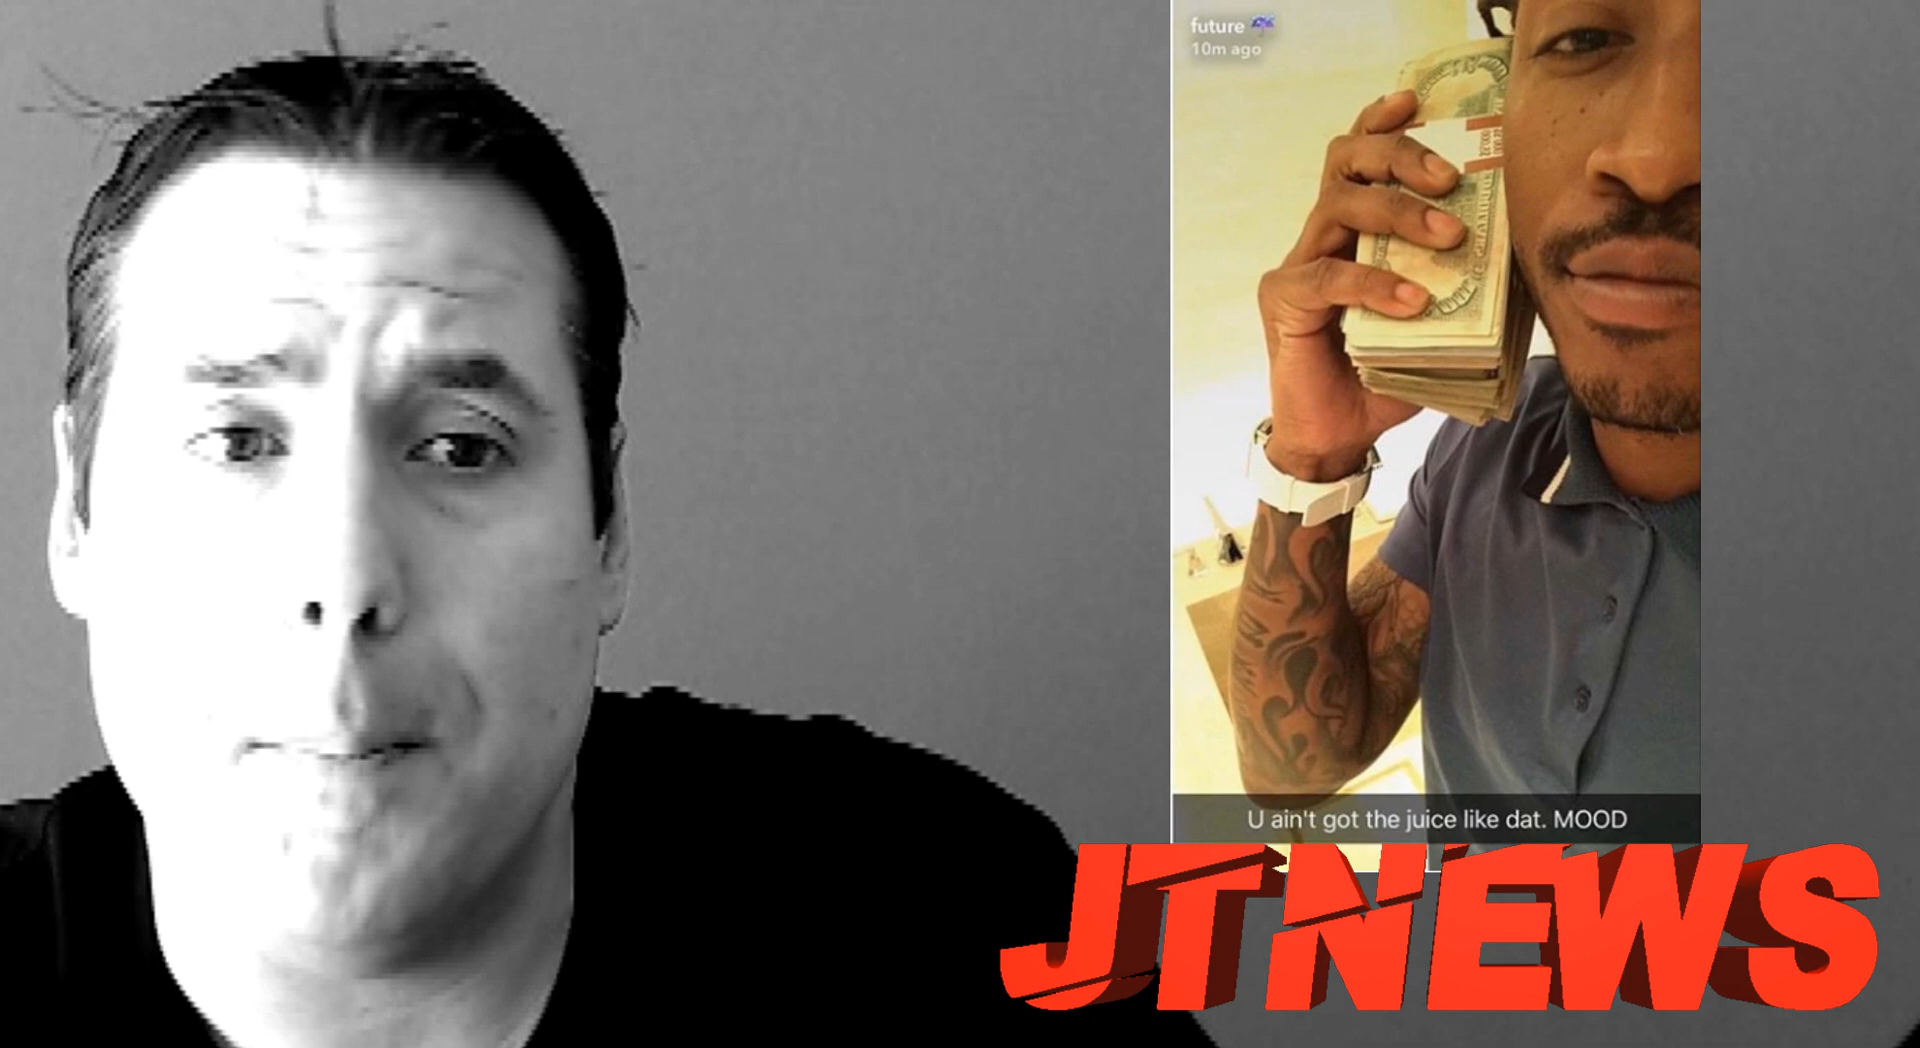 future ☔
10m ago
U ain't got the juice like dat. MOOD
JTNEWS